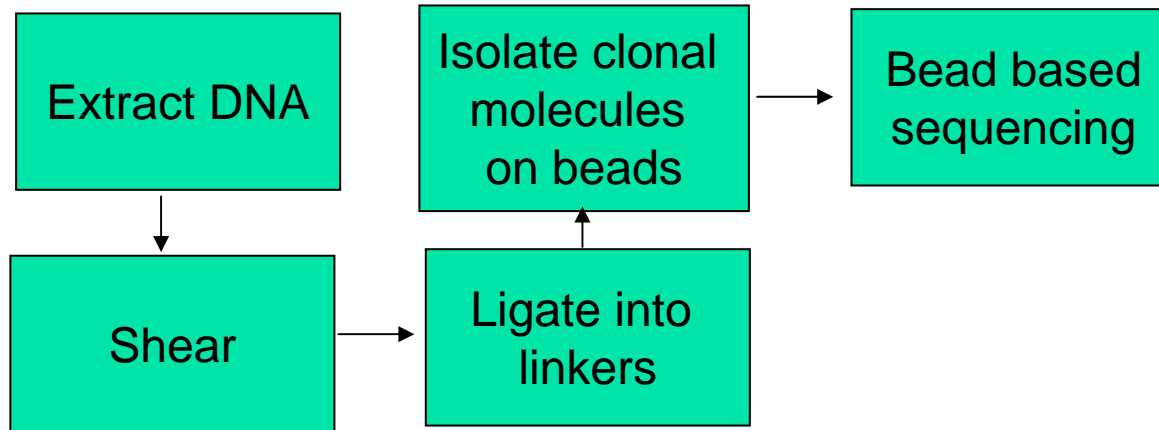 Extract DNA
Shear
Ligate into
linkers
Isolate clonal
molecules
on beads
Bead based
sequencing